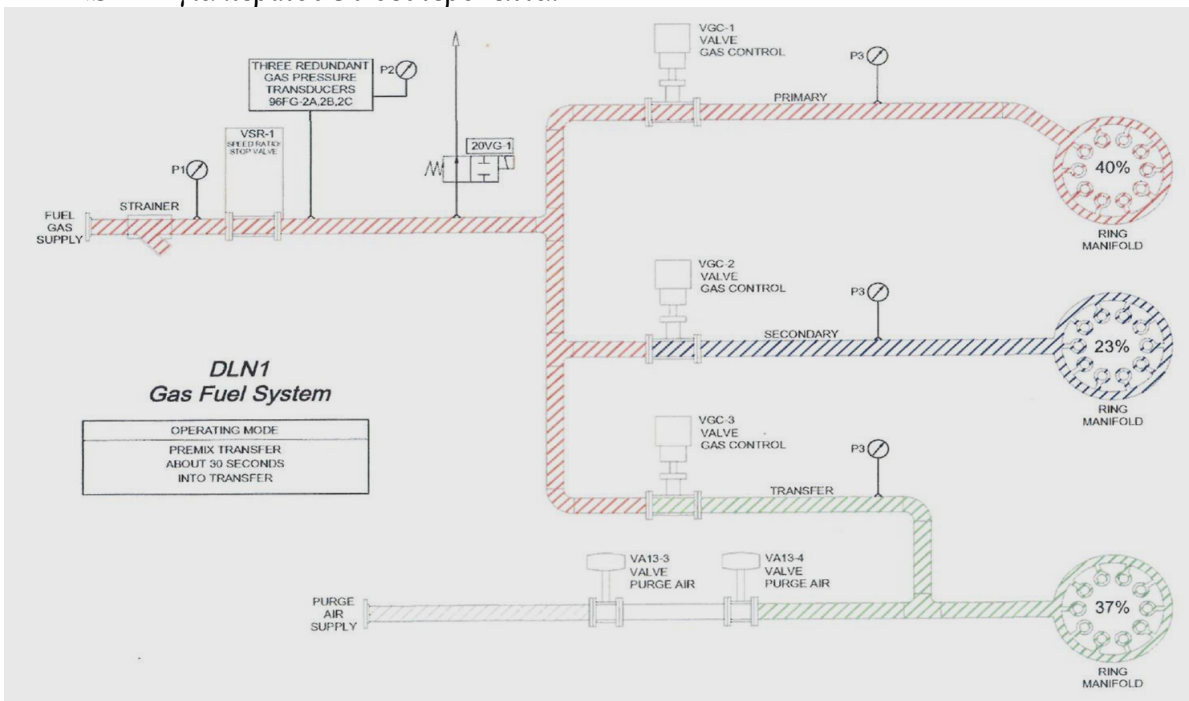 VGC-1
VALVE
GAS CONTROL
P3
THREE REDUNDANT
GAS PRESSURE
TRANSDUCERS
96FG-2A,2B,2C
P2
PRIMARY
VSR-1
SPEED RATIO
STOP VALVE
20VG-1
P1
40%
STRAINER
FUEL
GAS
SUPPLY
RING
MANIFOLD
VGC-2
VALVE
GAS CONTROL
P3
SECONDARY
23%
DLN1
Gas Fuel System
RING
MANIFOLD
OPERATING MODE
PREMIX TRANSFER
ABOUT 30 SECONDS
INTO TRANSFER
VGC-3
VALVE
GAS CONTROL
P3
TRANSFER
VA13-3
VALVE
PURGE AIR
VA13-4
VALVE
PURGE AIR
PURGE
AIR
SUPPLY
37%
RING
MANIFOLD